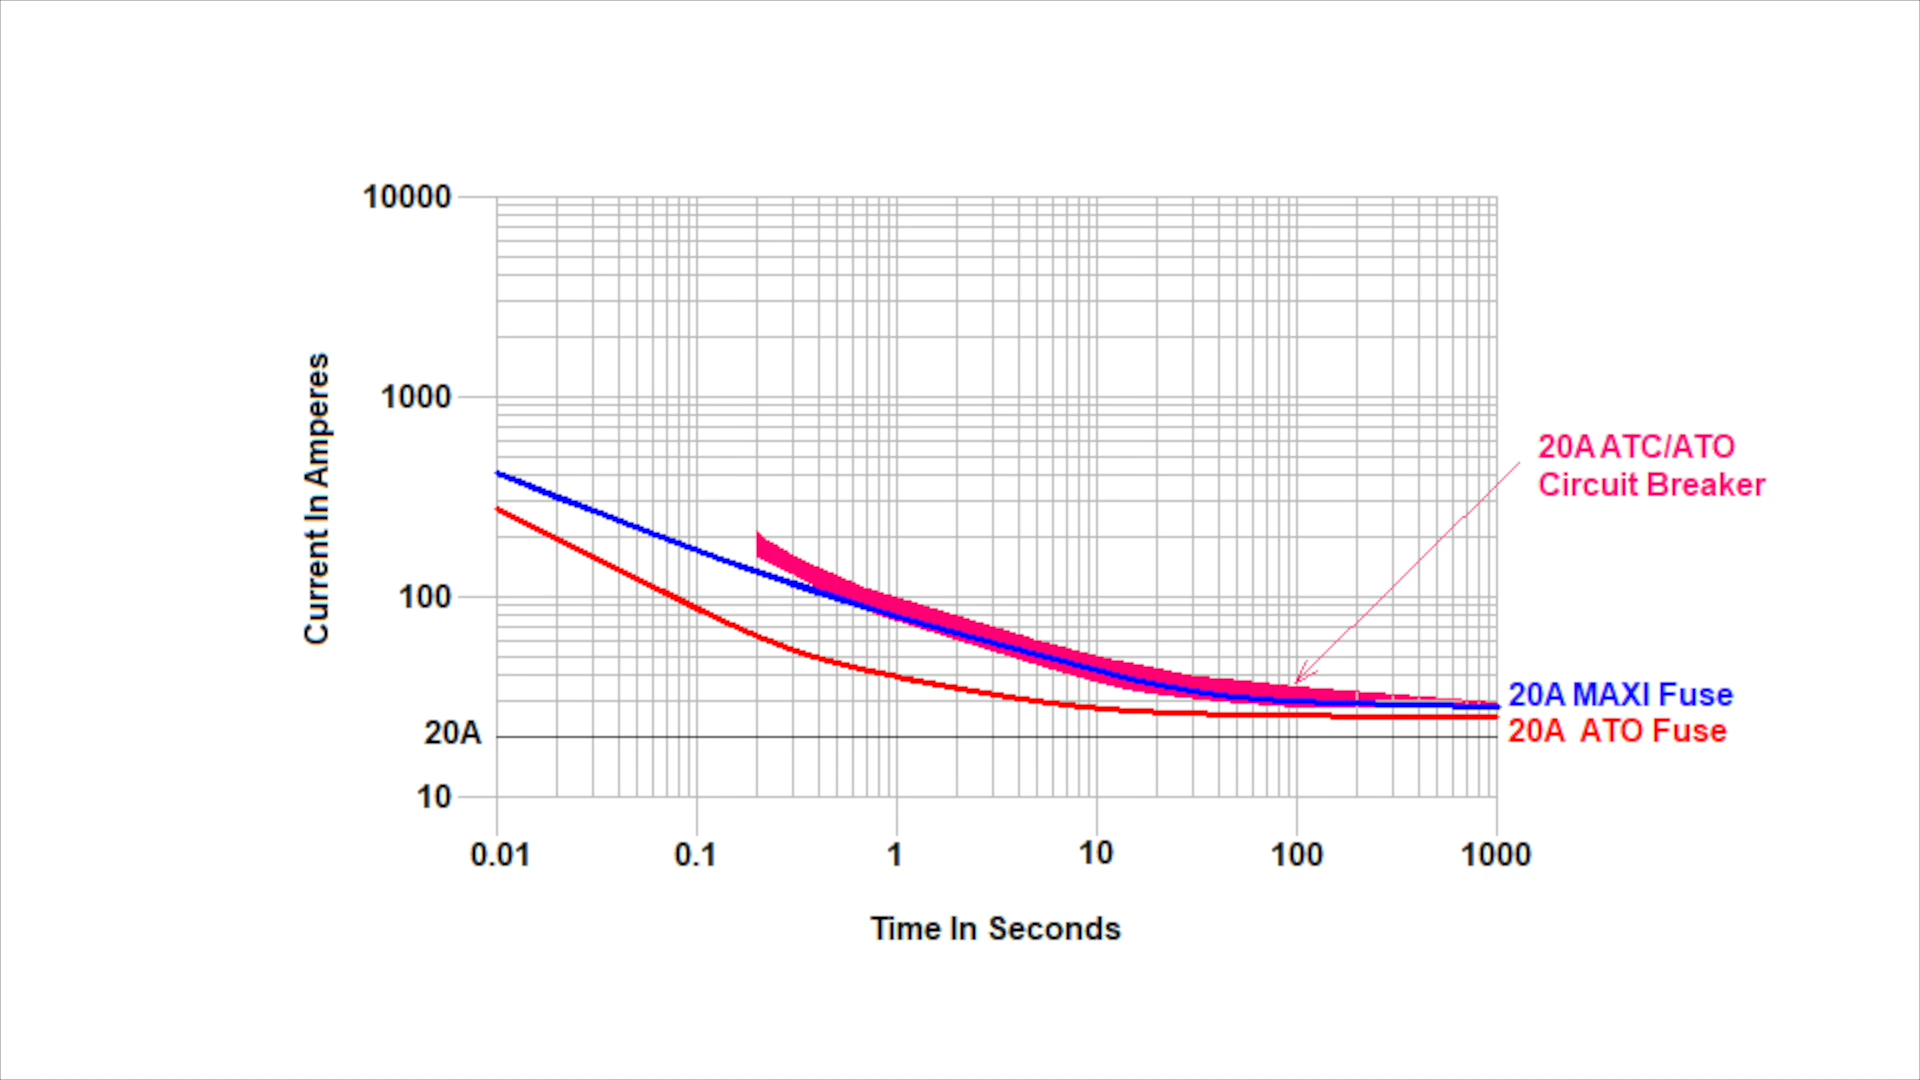 10000
1000
100
20A
10
Current In Amperes
0.01 0.1 1 10 100 1000
Time In Seconds
20A ATC/ATO
Circuit Breaker
20A MAXI Fuse
20A ATO Fuse